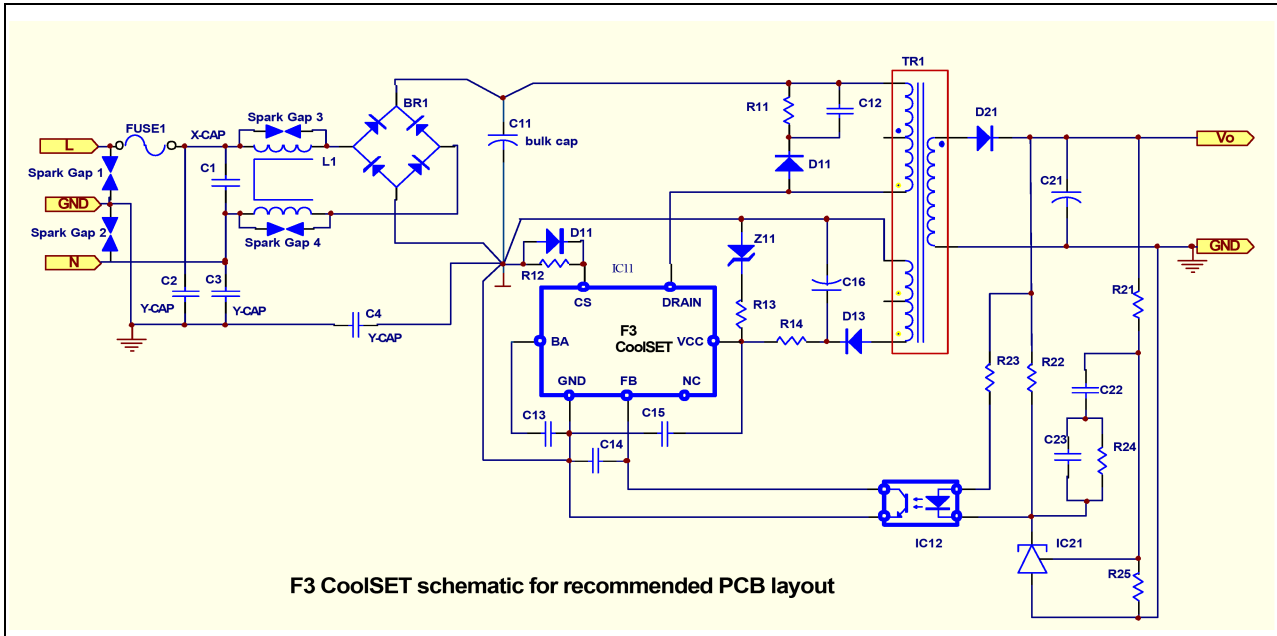 TR1
BR1
D21
Spark Gap 3
FUSE1
X-CAP
R11
C12
C11
bulk cap
L
Vo
L1
C1
D11
Spark Gap 1
C21
GND
Spark Gap 2
Spark Gap 4
D11
Z11
GND
N
R12
IC11
C2
C3
C16
R21
CS
DRAIN
Y-CAP
Y-CAP
C4
R13
F3
CoolSET
R14
D13
Y-CAP
BA
VCC
R23
R22
GND
FB
NC
C22
C13
C15
C14
C23
R24
IC12
IC21
R25
F3 CoolSET schematic for recommended PCB layout